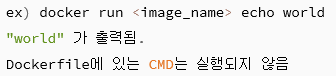 ex) docker run <image_name> echo world
"world" 가 출력됨.
Dockerfile에 있는 CMD는 실행되지 않음